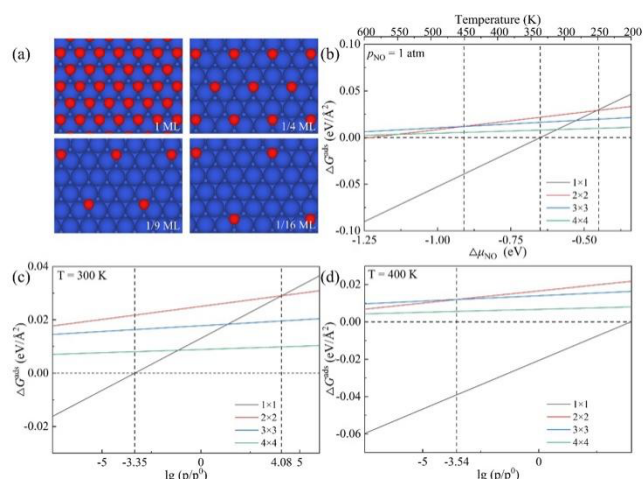 (a)
1 ML
1/4 ML
1/9 ML
1/16 ML
Temperature (K)
600 550 500 450 400 350 300 250 200
(b)
pNO = 1 atm
0.10
0.05
0.00
-0.05
-0.10
ΔGads (eV/Å2)
1×1
2×2
3×3
4×4
-1.25 -1.00 -0.75 -0.50
ΔμNO (eV)
(c)
T = 300 K
0.04
0.02
0.00
-0.02
ΔGads (eV/Å2)
1×1
2×2
3×3
4×4
-5 -3.35 0 4.08 5
lg (p/p0)
(d)
T = 400 K
0.02
0.00
-0.02
-0.04
-0.06
ΔGads (eV/Å2)
1×1
2×2
3×3
4×4
-5 -3.54 0
lg (p/p0)